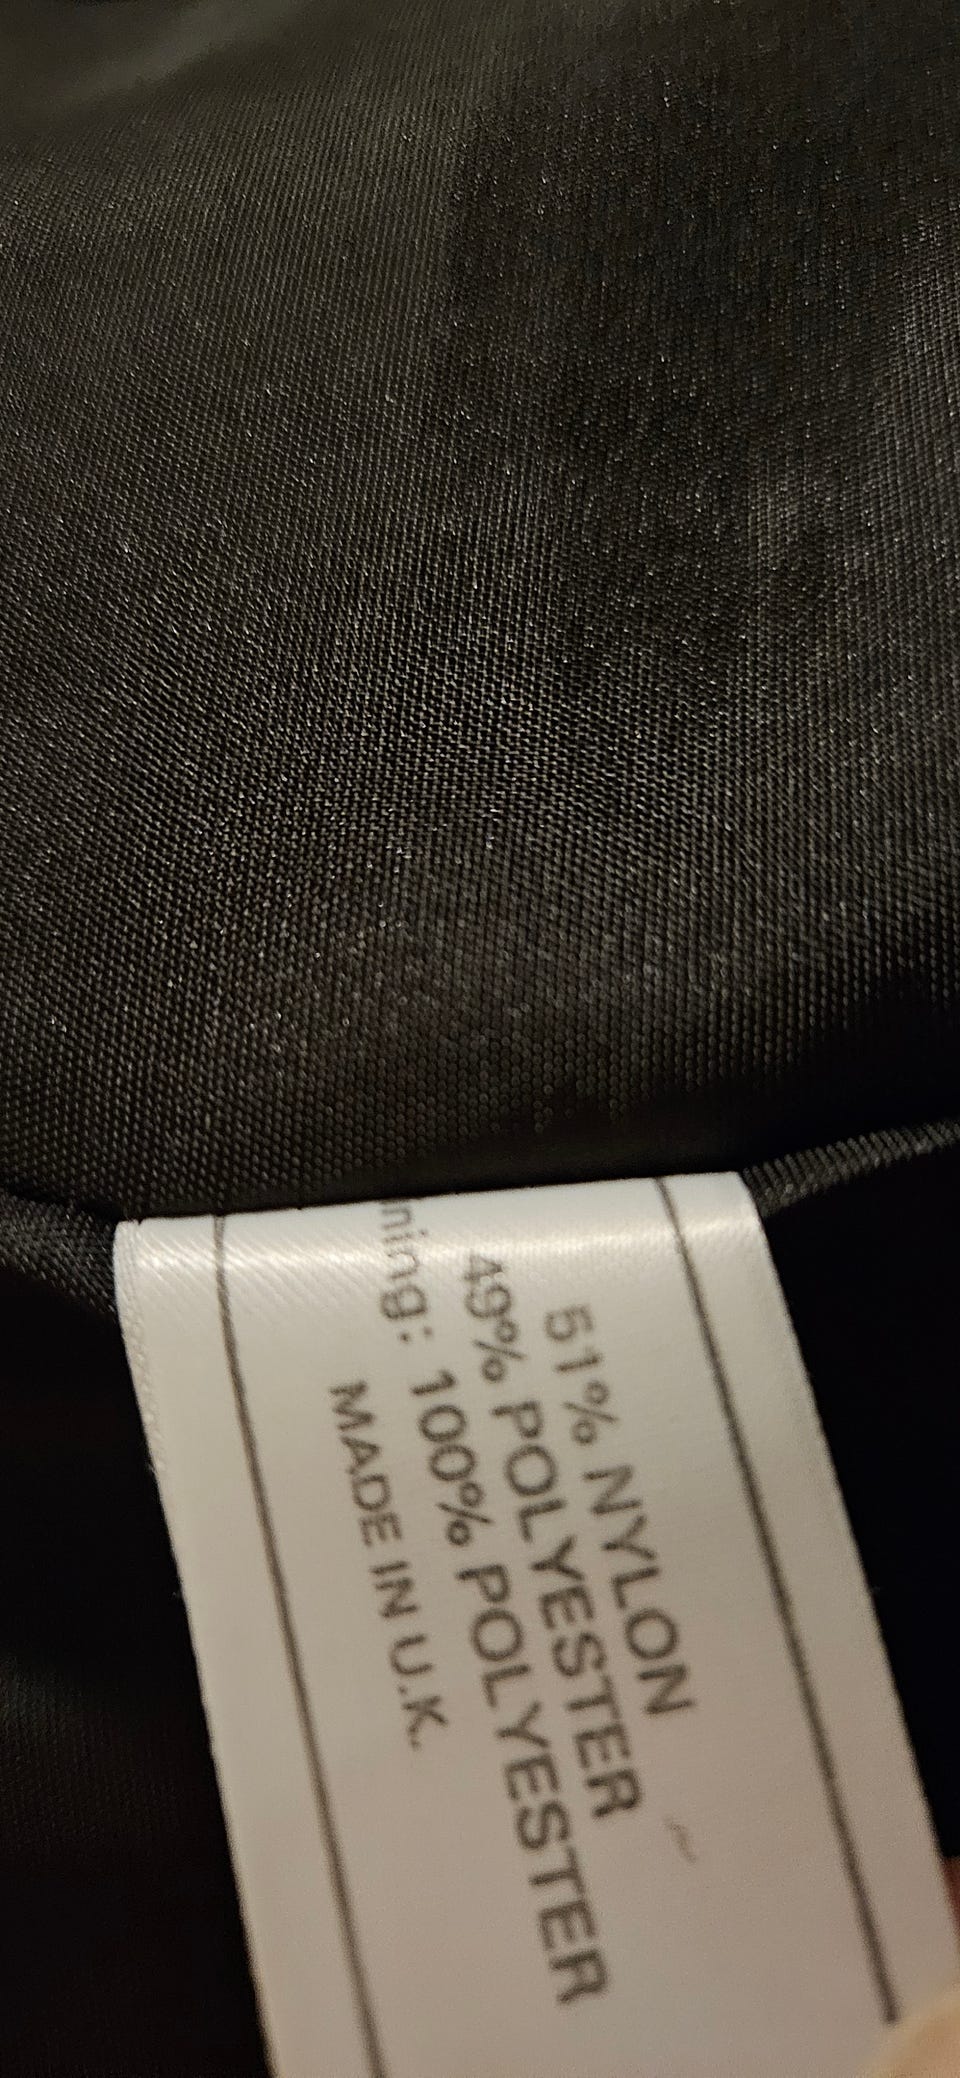 51% NYLON
49% POLYESTER
ning: 100% POLYESTER
MADE IN U.K.